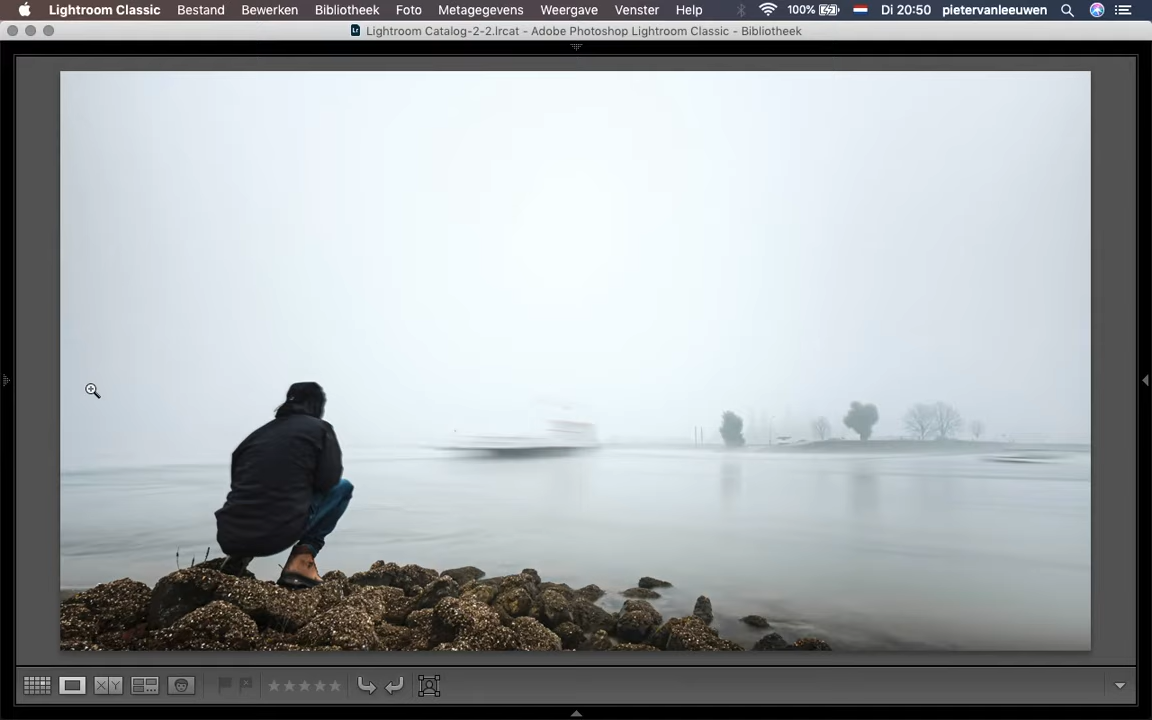 Lightroom Classic Bestand Bewerken Bibliotheek Foto Metagegevens Weergave Venster Help 100% Di 20:50 pietervanleeuwen
Lightroom Catalog-2-2.lrcat - Adobe Photoshop Lightroom Classic - Bibliotheek
XY